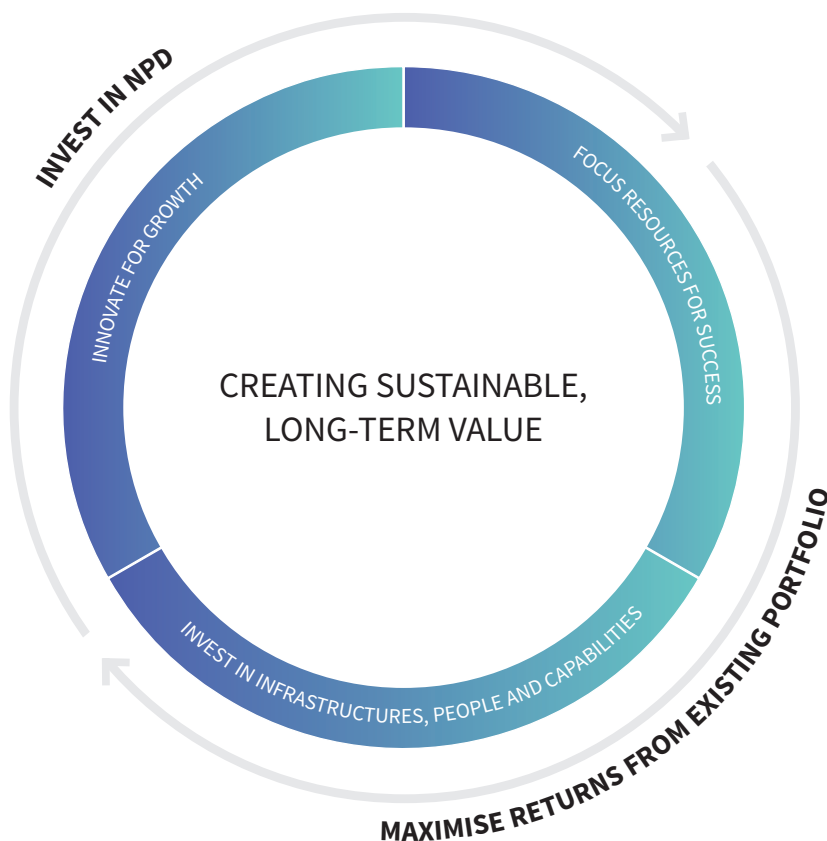 INVEST IN NPD
INNOVATE FOR GROWTH
FOCUS RESOURCES FOR SUCCESS
CREATING SUSTAINABLE,
LONG-TERM VALUE
INVEST IN INFRASTRUCTURES, PEOPLE AND CAPABILITIES
MAXIMISE RETURNS FROM EXISTING PORTFOLIO